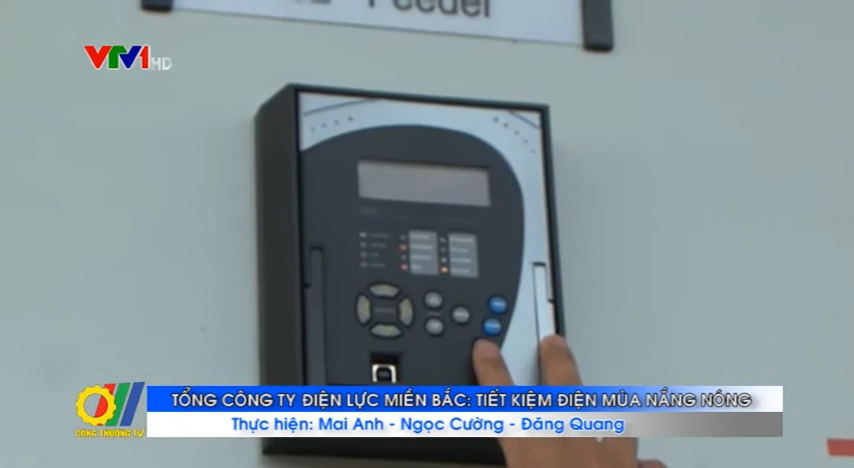 Feeder
VTV1 HD
TỔNG CÔNG TY ĐIỆN LỰC MIỀN BẮC: TIẾT KIỆM ĐIỆN MÙA NẮNG NÓNG
Thực hiện: Mai Anh - Ngọc Cường - Đăng Quang
CÔNG THƯƠNG TV